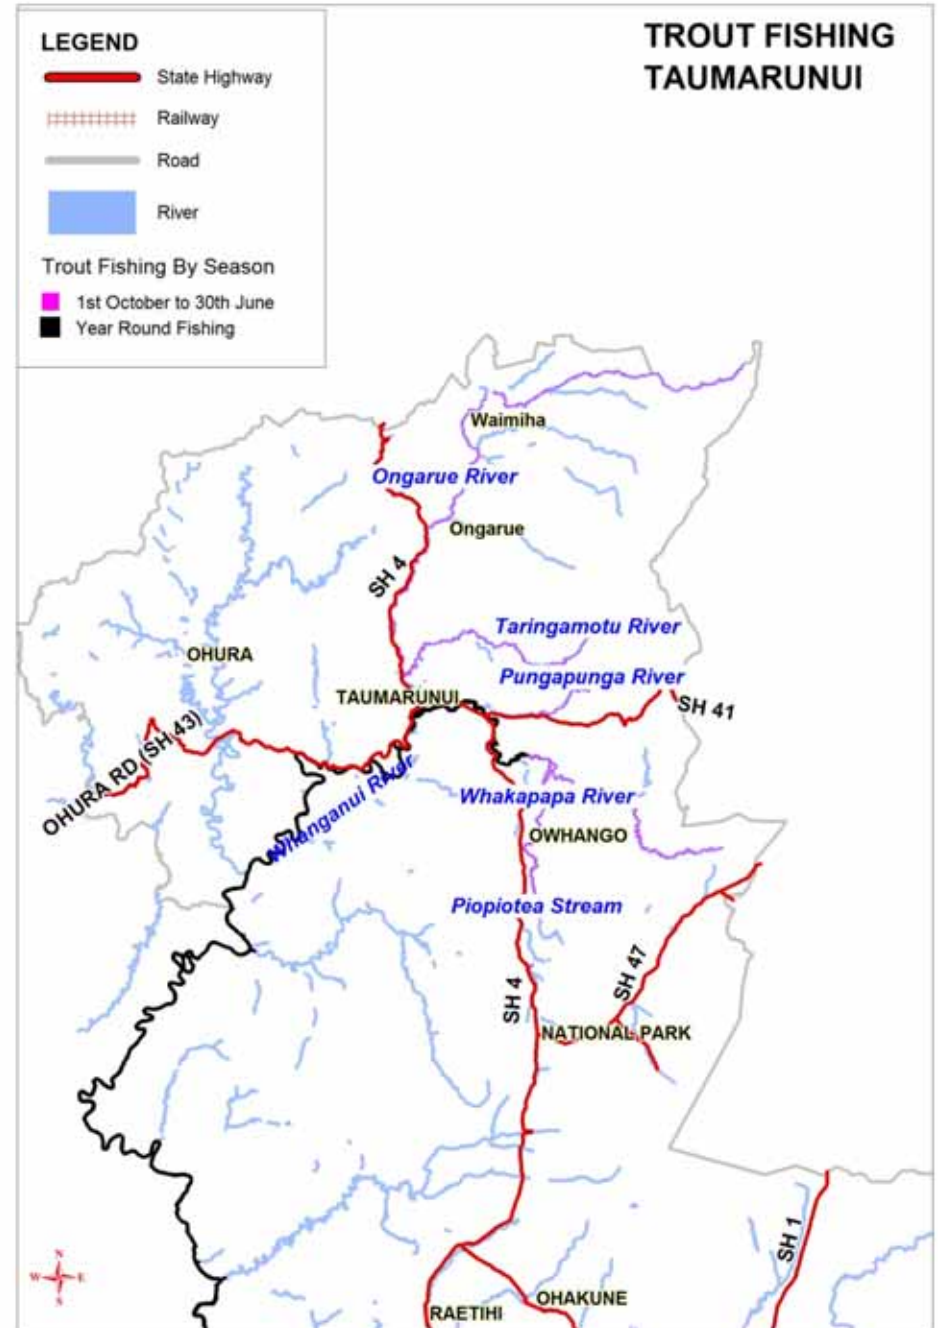 LEGEND
State Highway
Railway
Road
River
Trout Fishing By Season
1st October to 30th June
Year Round Fishing
TROUT FISHING
TAUMARUNUI
Waimiha
Ongarue River
Ongarue
SH 4
Taringamotu River
OHURA
Pungapunga River
TAUMARUNUI
SH 41
OHURA RD (SH 43)
Whanganui River
Whakapapa River
OWHANGO
Piopiotea Stream
SH 47
SH 4
NATIONAL PARK
SH 1
N
W E
S
OHAKUNE
RAETIHI